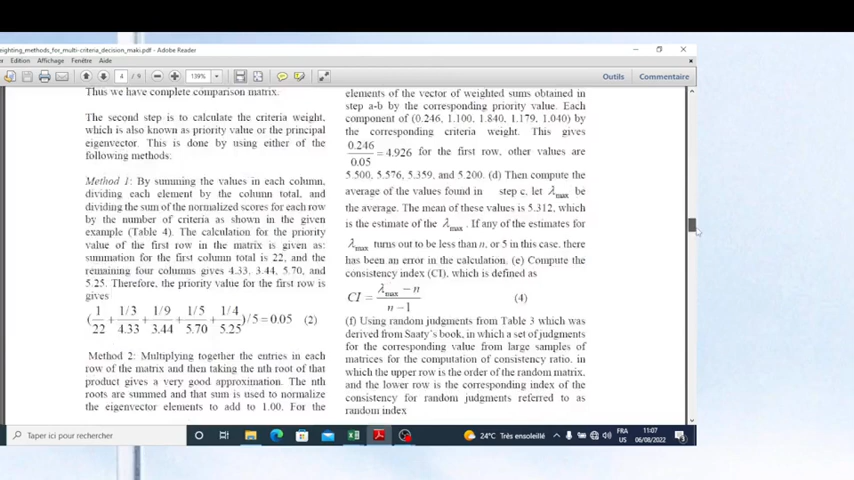 eighting_methods_for_multi-criteria_decision_maki.pdf - Adobe Reader
Edition Affichage Fenêtre Aide
4 / 9 139% Outils Commentaire
Thus we have complete comparison matrix.
The second step is to calculate the criteria weight,
which is also known as priority value or the principal
eigenvector. This is done by using either of the
following methods.
Method 1: By summing the values in each column,
dividing each element by the column total, and
dividing the sum of the normalized scores for each row
by the number of criteria as shown in the given
example (Table 4). The calculation for the priority
value of the first row in the matrix is given as:
summation for the first column total is 22, and the
remaining four columns gives 4.33, 3.44, 5.70, and
5.25. Therefore, the priority value for the first row is
gives
(1/22 + 1/3/4.33 + 1/9/3.44 + 1/5/5.70 + 1/4/5.25)/5 = 0.05 (2)
Method 2: Multiplying together the entries in each
row of the matrix and then taking the nth root of that
product gives a very good approximation. The nth
roots are summed and that sum is used to normalize
the eigenvector elements to add to 1.00. For the
elements of the vector of weighted sums obtained in
step a-b by the corresponding priority value. Each
component of (0.246, 1.100, 1.840, 1.179, 1.040) by
the corresponding criteria weight. This gives
0.246/0.05 = 4.926 for the first row, other values are
5.500, 5.576, 5.359, and 5.200. (d) Then compute the
average of the values found in step c, let λmax be
the average. The mean of these values is 5.312, which
is the estimate of the λmax. If any of the estimates for
λmax turns out to be less than n, or 5 in this case, there
has been an error in the calculation. (e) Compute the
consistency index (CI), which is defined as
CI = λmax − n / n − 1 (4)
(f) Using random judgments from Table 3 which was
derived from Saaty's book, in which a set of judgments
for the corresponding value from large samples of
matrices for the computation of consistency ratio, in
which the upper row is the order of the random matrix,
and the lower row is the corresponding index of the
consistency for random judgments referred to as
random index
Taper ici pour rechercher
24°C Très ensoleillé
FRA
US
11:07
06/08/2022